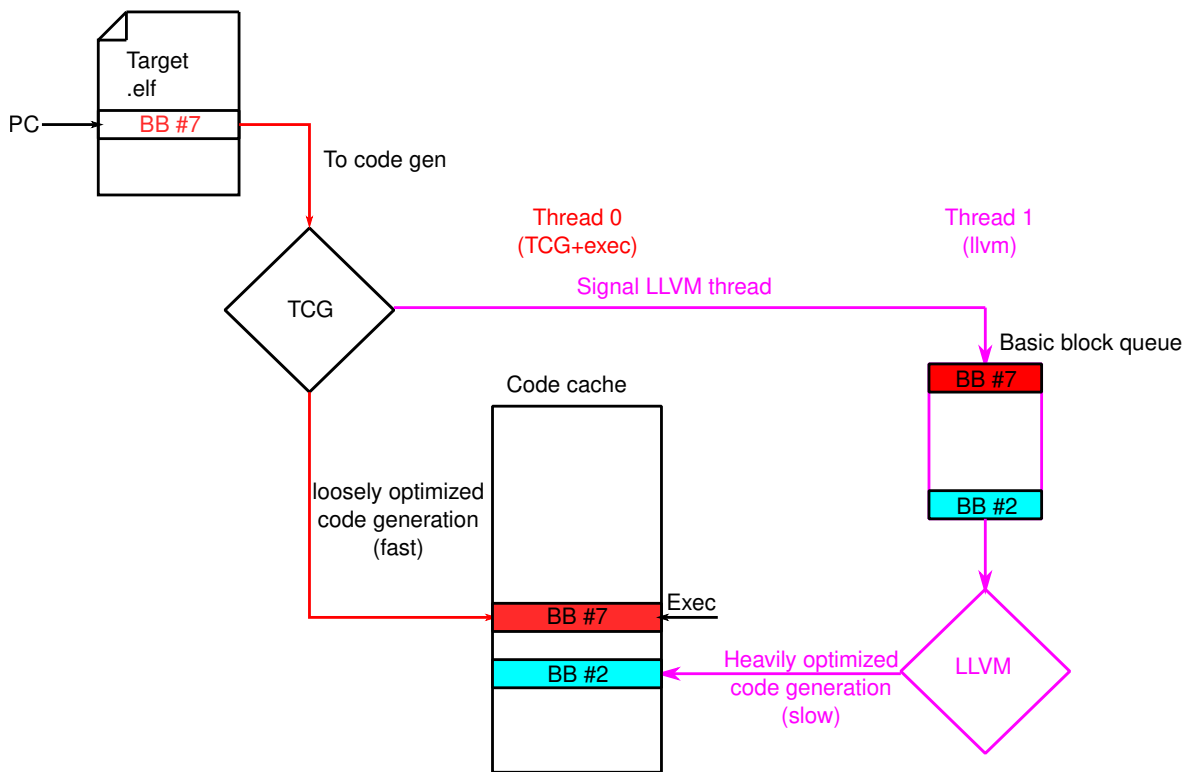 Target
.elf
PC
BB #7
To code gen
Thread 0
(TCG+exec)
Thread 1
(llvm)
Signal LLVM thread
TCG
Basic block queue
BB #7
BB #2
Code cache
loosely optimized
code generation
(fast)
BB #7
Exec
BB #2
Heavily optimized
code generation
(slow)
LLVM